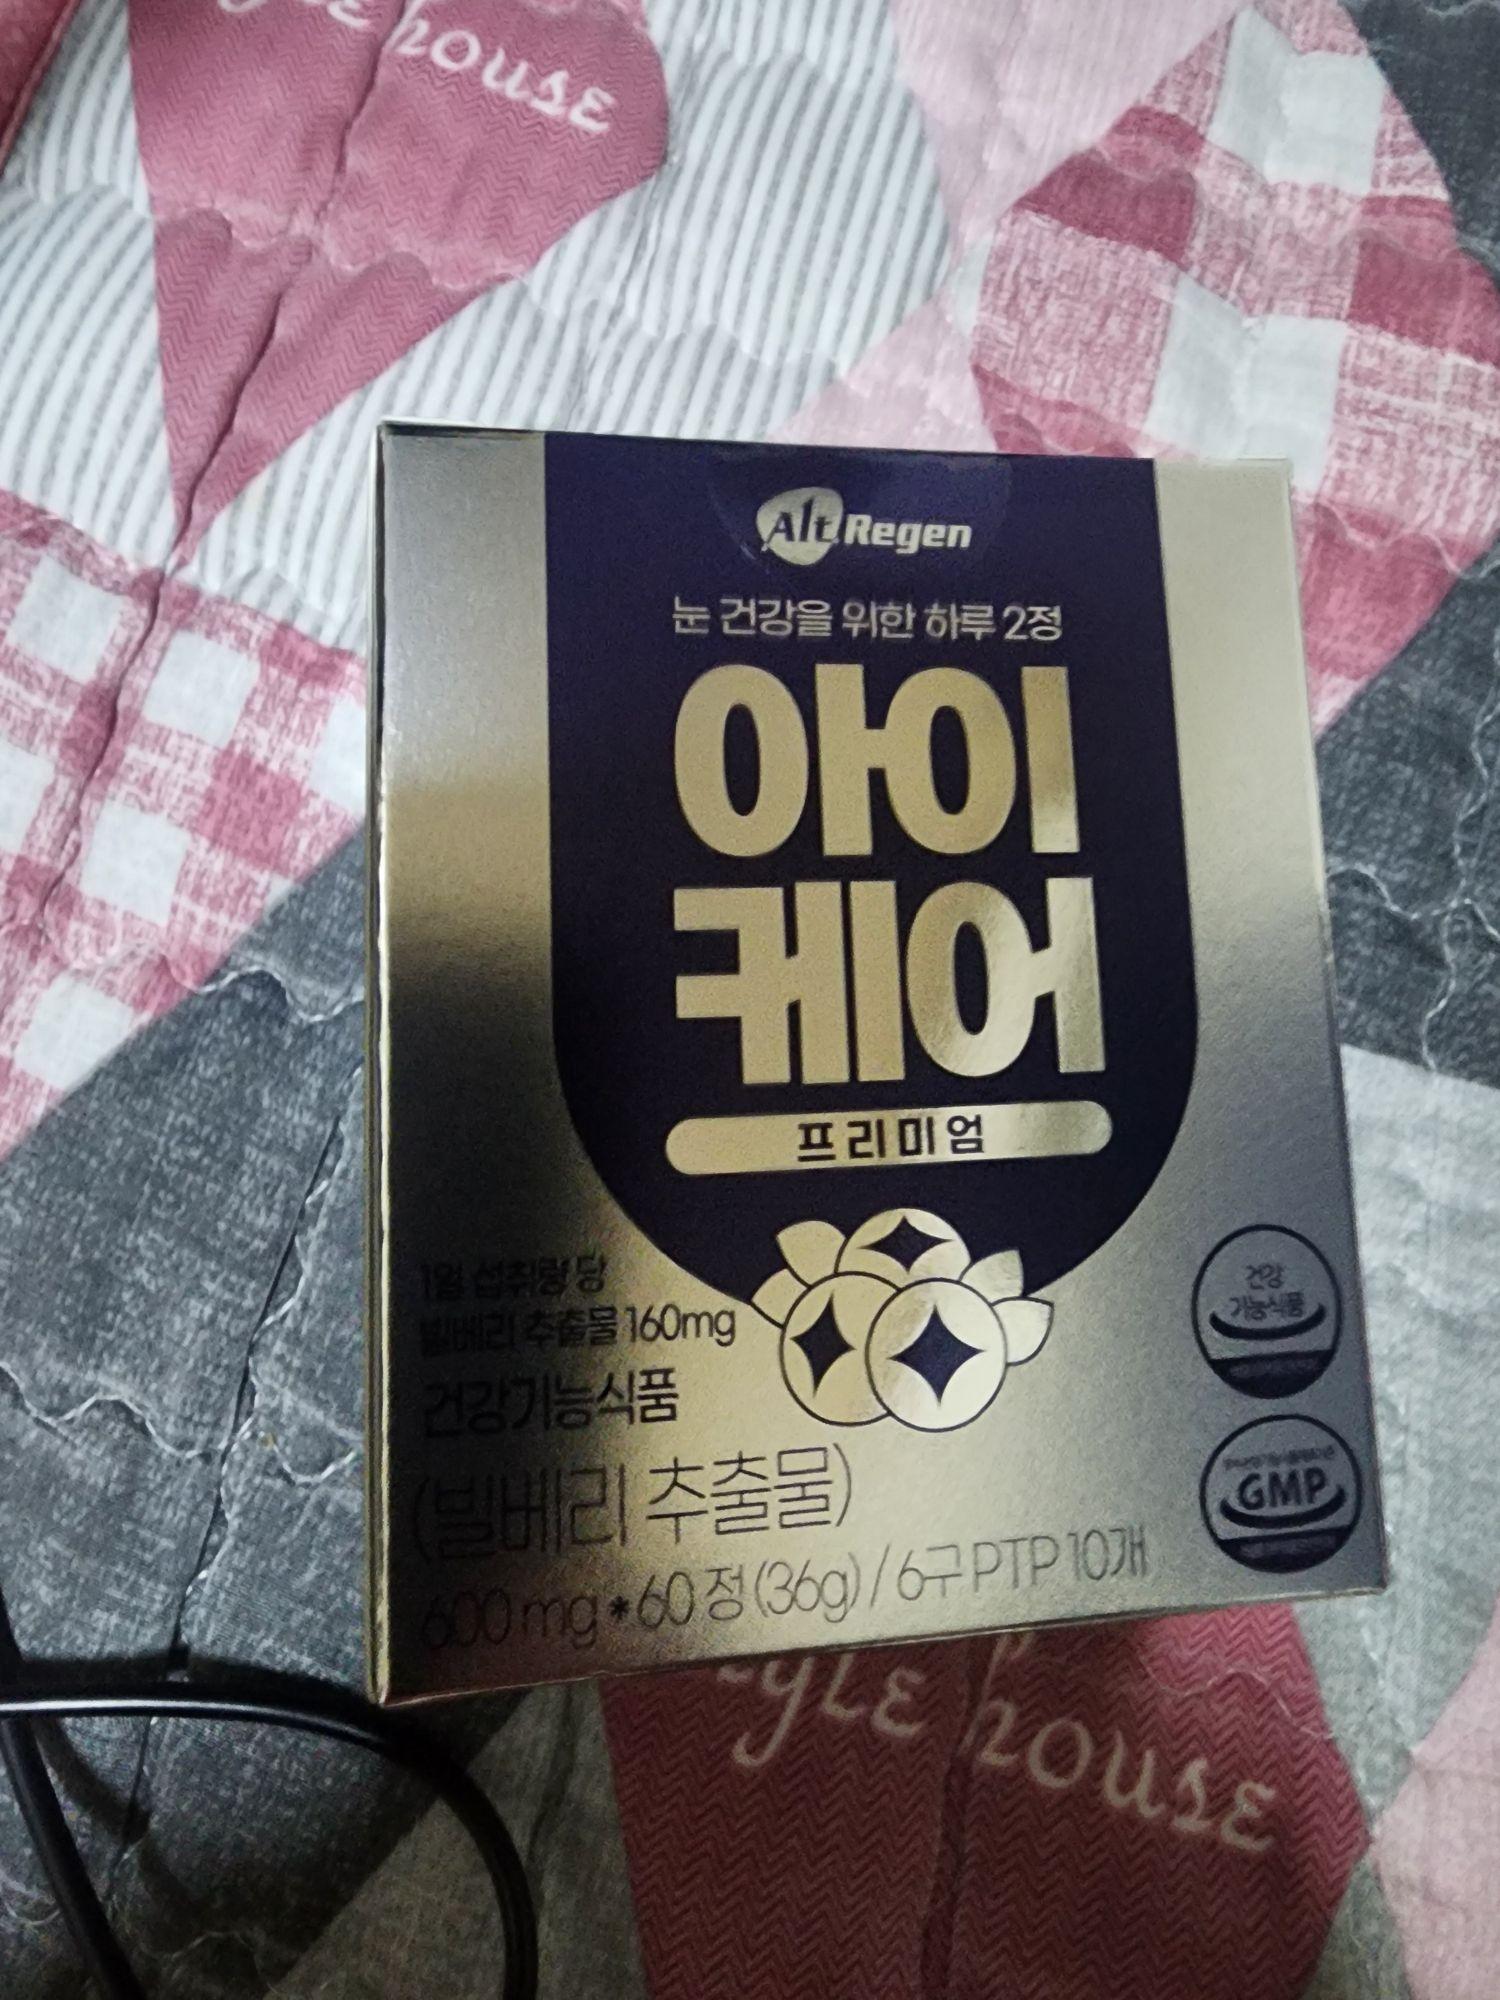 style house
Alt Regen
눈 건강을 위한 하루 2정
아이
케어
프리미엄
1일 섭취량 당
빌베리 추출물 160mg
건강기능식품
(빌베리 추출물)
600 mg * 60 정 (36g) / 6구 PTP 10개
건강
기능식품
GMP
style house